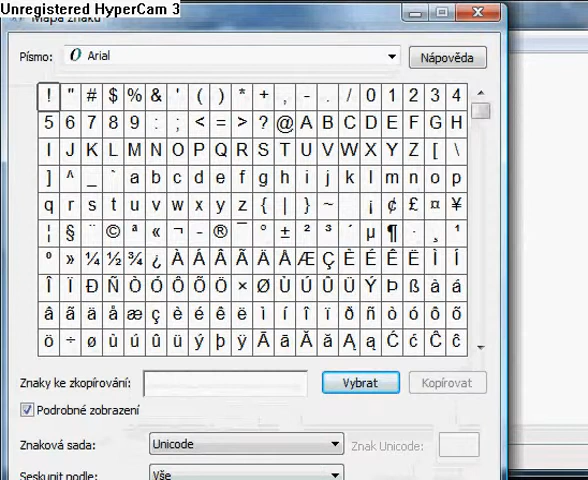 Unregistered HyperCam 3
Mapa znaků
Písmo:
Arial
Nápověda
! " # $ % & ' ( ) * + , - . / 0 1 2 3 4
5 6 7 8 9 : ; < = > ? @ A B C D E F G H
I J K L M N O P Q R S T U V W X Y Z [ \
] ^ _ ` a b c d e f g h i j k l m n o p
q r s t u v w x y z { | } ~ ¡ ¢ £ ¤ ¥
¦ § ¨ © ª « ¬ - ® ¯ ° ± ² ³ ´ µ ¶ · ¸ ¹
º » ¼ ½ ¾ ¿ À Á Â Ã Ä Å Æ Ç È É Ê Ë Ì Í
Î Ï Ð Ñ Ò Ó Ô Õ Ö × Ø Ù Ú Û Ü Ý Þ ß à á
â ã ä å æ ç è é ê ë ì í î ï ð ñ ò ó ô õ
ö ÷ ø ù ú û ü ý þ ÿ Ā ā Ă ă Ą ą Ć ć Ĉ ĉ
Znaky ke zkopírování:
Vybrat
Kopírovat
Podrobné zobrazení
Znaková sada:
Unicode
Znak Unicode:
Seskupit podle:
Vše